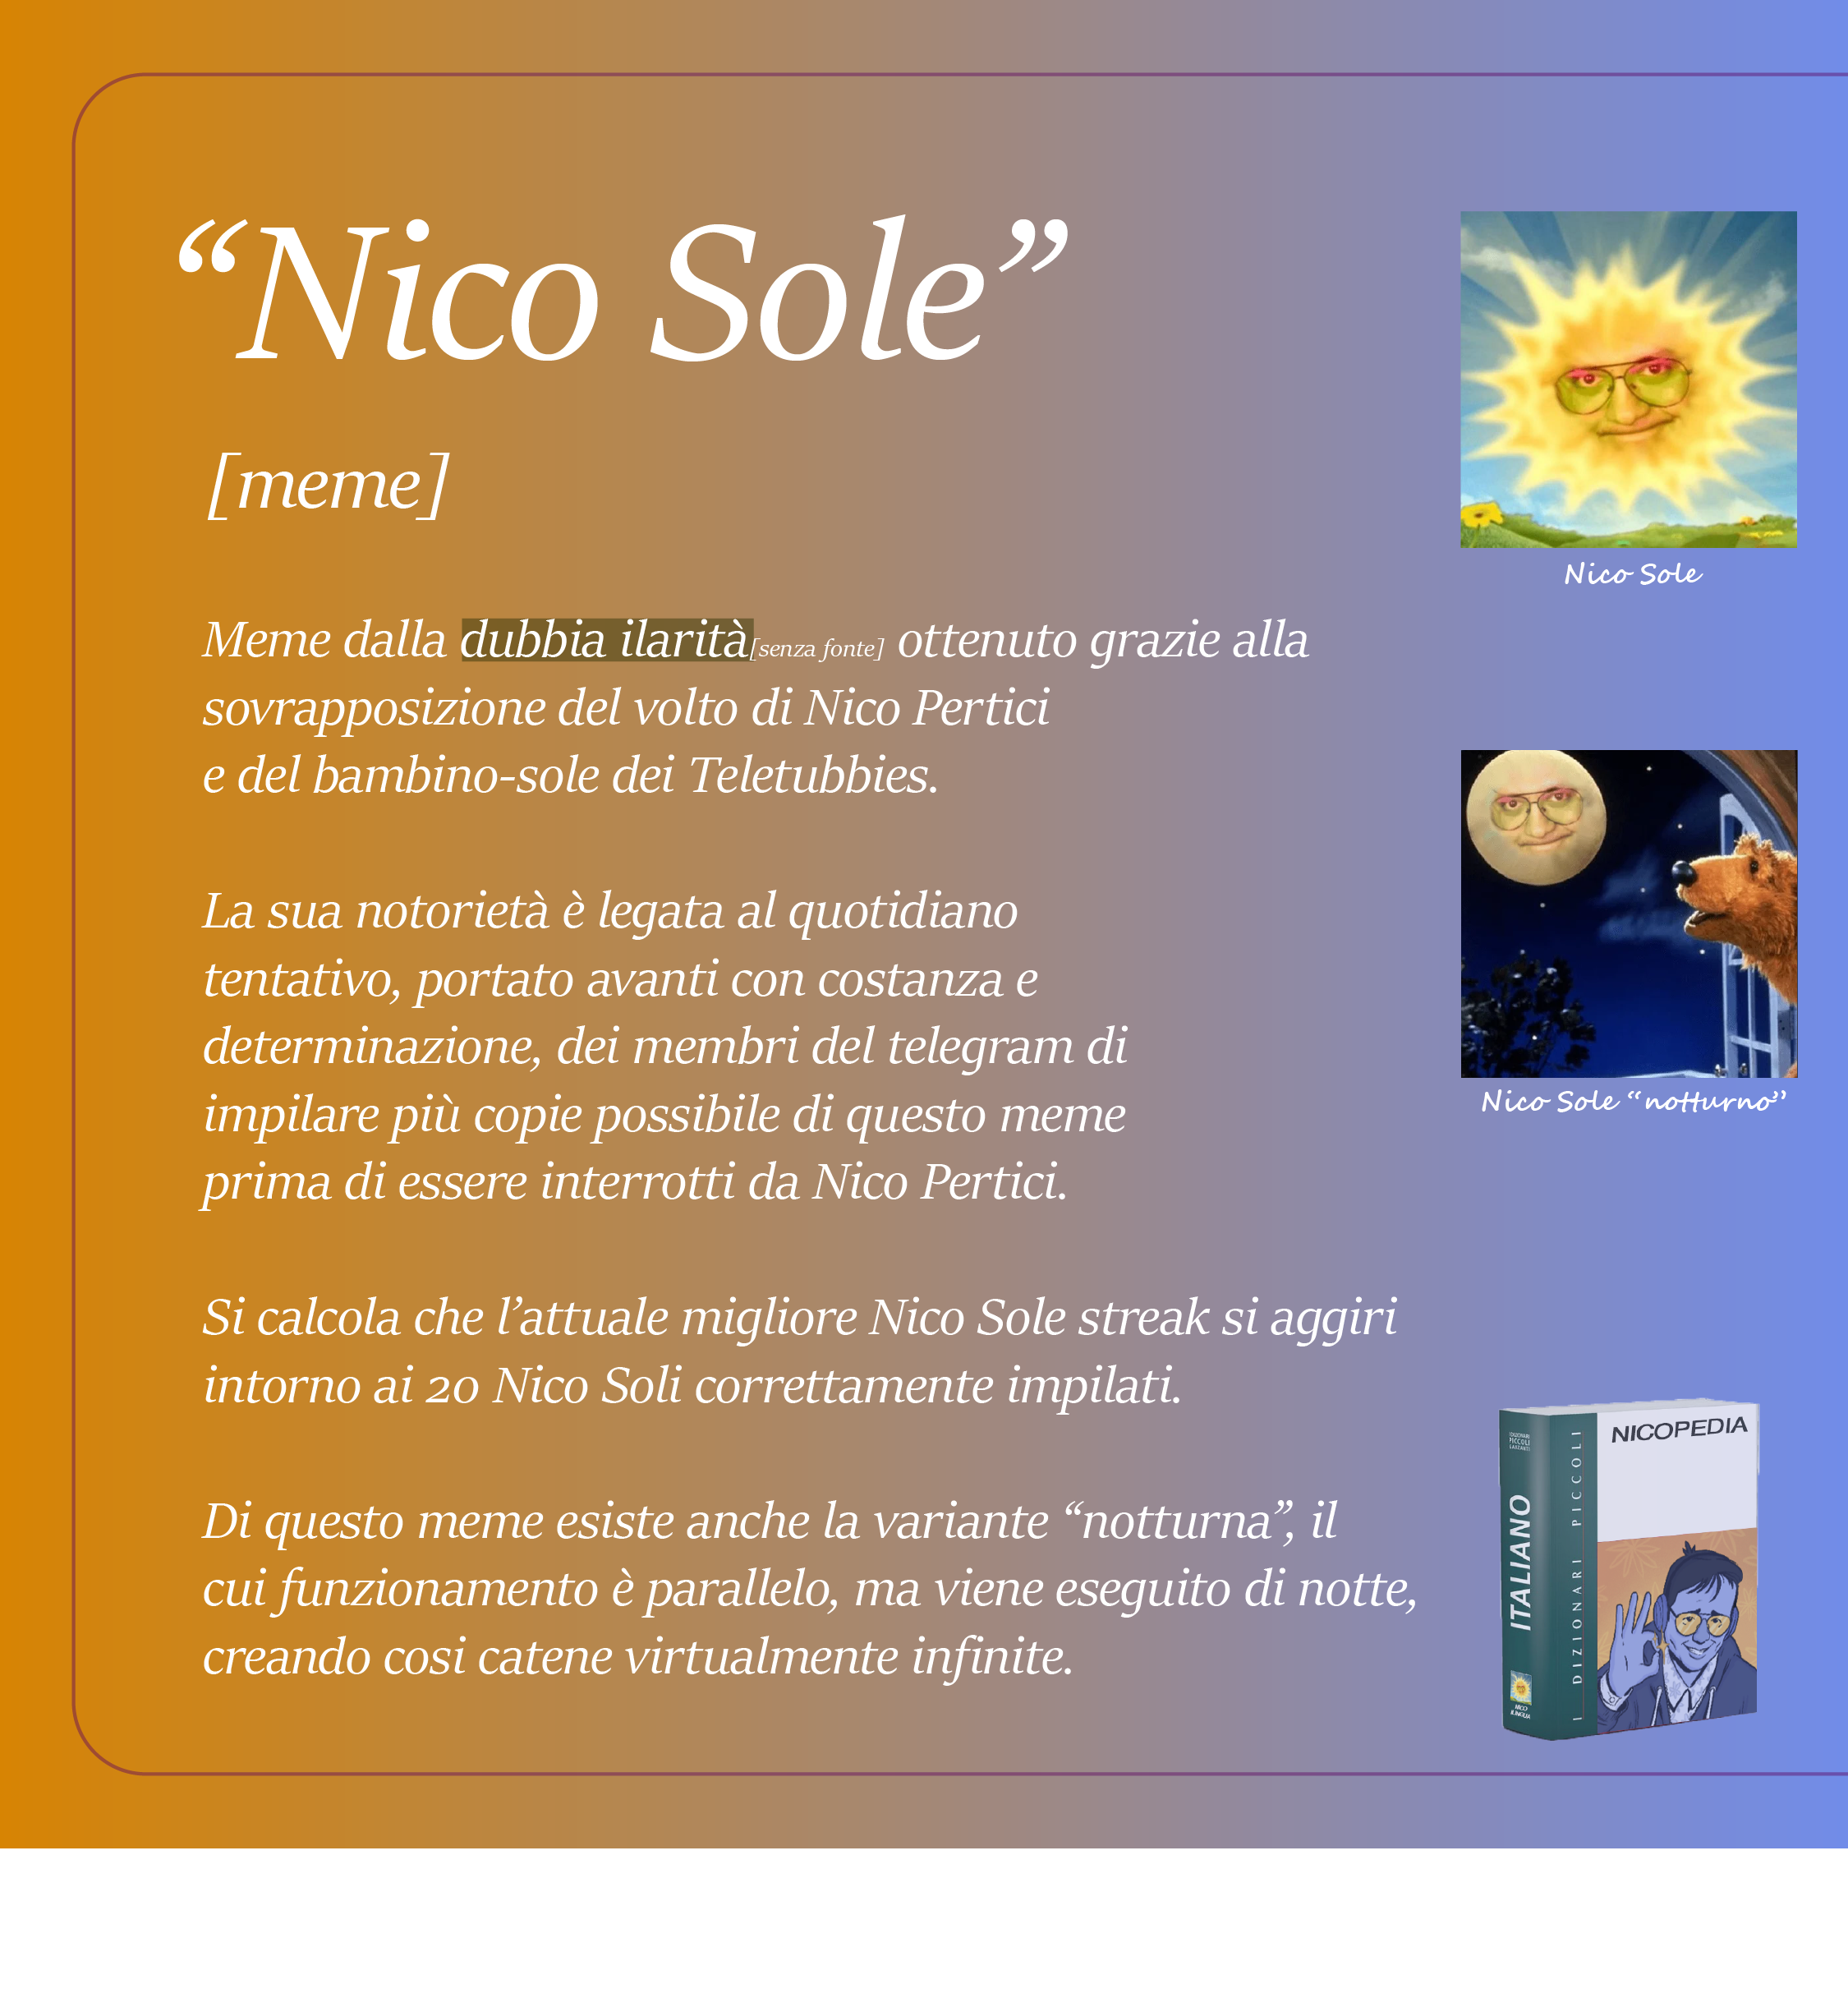 “Nico Sole”
[meme]
Meme dalla dubbia ilarità[senza fonte] ottenuto grazie alla
sovrapposizione del volto di Nico Pertici
e del bambino-sole dei Teletubbies.
La sua notorietà è legata al quotidiano
tentativo, portato avanti con costanza e
determinazione, dei membri del telegram di
impilare più copie possibile di questo meme
prima di essere interrotti da Nico Pertici.
Si calcola che l’attuale migliore Nico Sole streak si aggiri
intorno ai 20 Nico Soli correttamente impilati.
Di questo meme esiste anche la variante “notturna”, il
cui funzionamento è parallelo, ma viene eseguito di notte,
creando cosi catene virtualmente infinite.
Nico Sole
Nico Sole “notturno”
NICOPEDIA
ITALIANO
I DIZIONARI PICCOLI